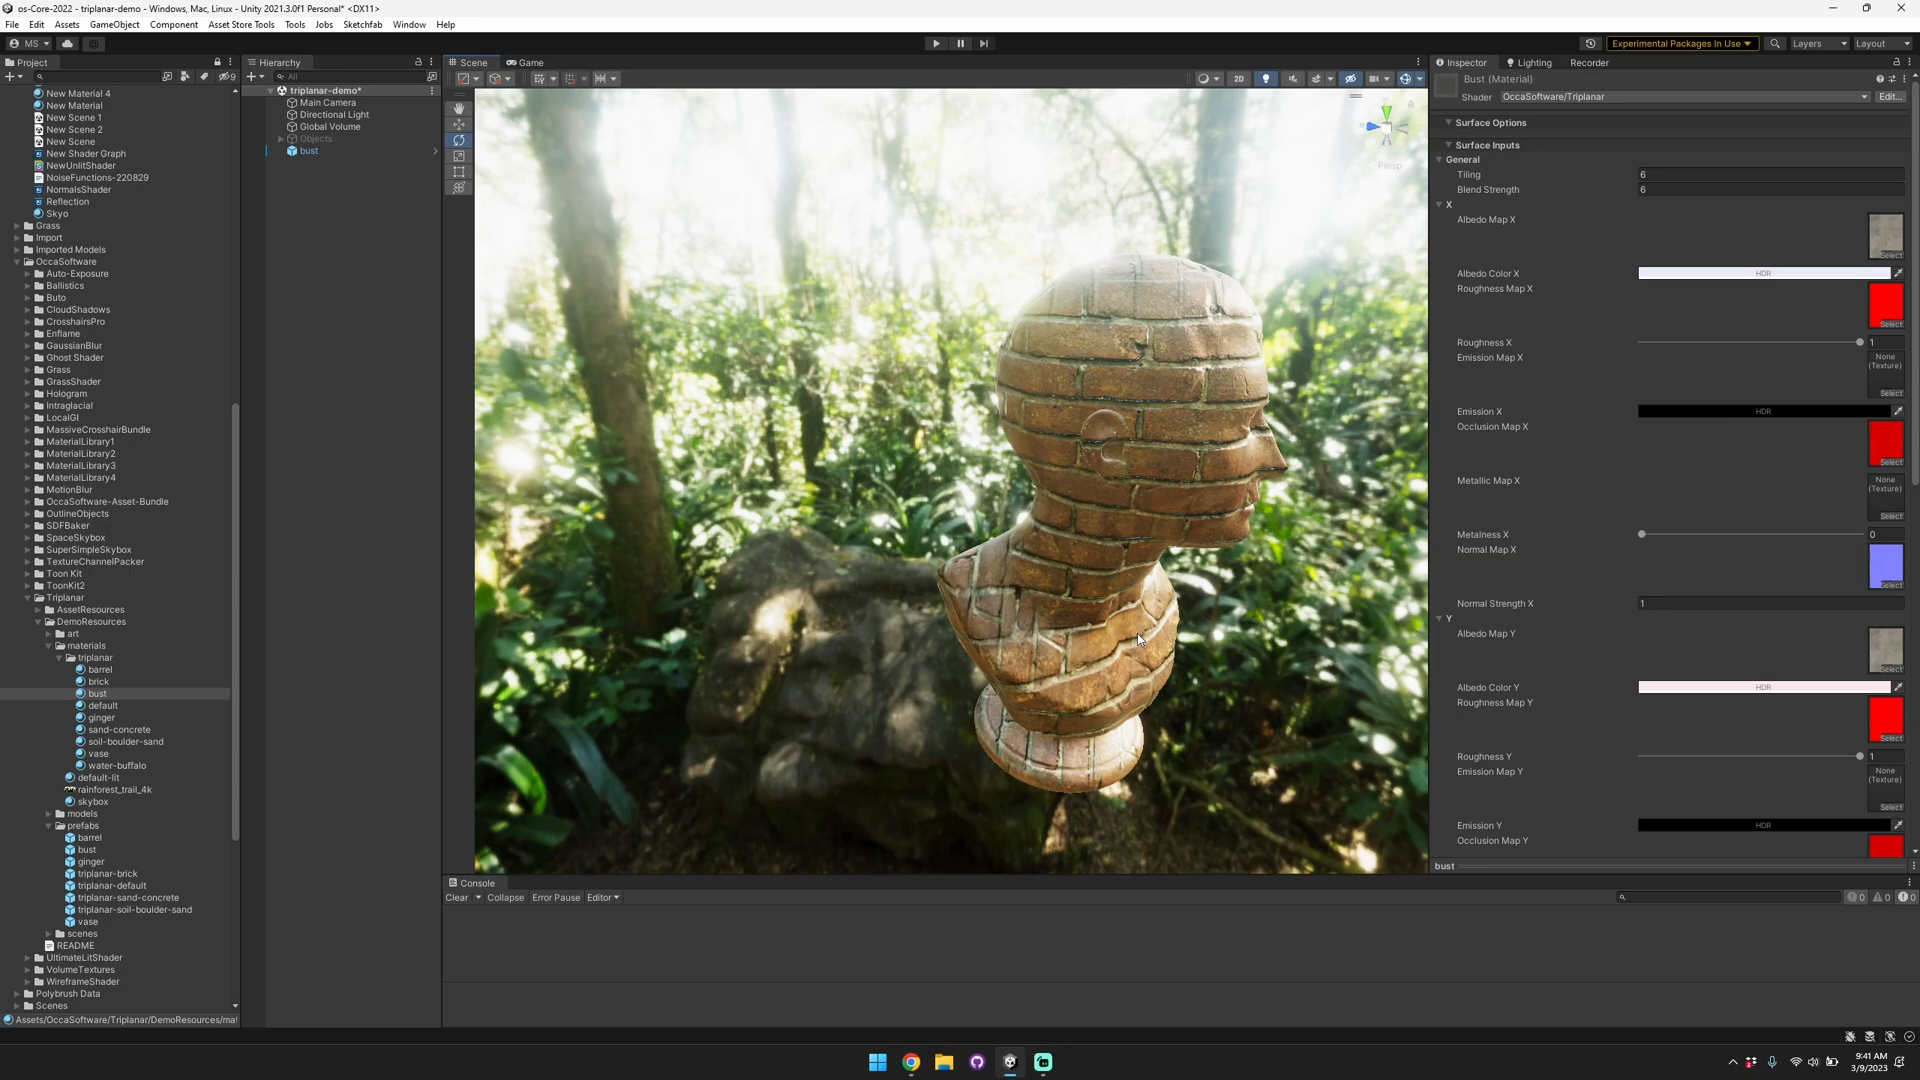 os-Core-2022 - triplanar-demo - Windows, Mac, Linux - Unity 2021.3.0f1 Personal* <DX11>
File Edit Assets GameObject Component Asset Store Tools Tools Jobs Sketchfab Window Help
MS
Experimental Packages In Use
Layers
Layout
Project
9
New Material 4
New Material
New Scene 1
New Scene 2
New Scene
New Shader Graph
NewUnlitShader
NoiseFunctions-220829
NormalsShader
Reflection
Skyo
Grass
Import
Imported Models
OccaSoftware
Auto-Exposure
Ballistics
Buto
CloudShadows
CrosshairsPro
Enflame
GaussianBlur
Ghost Shader
Grass
GrassShader
Hologram
Intraglacial
LocalGI
MassiveCrosshairBundle
MaterialLibrary1
MaterialLibrary2
MaterialLibrary3
MaterialLibrary4
MotionBlur
OccaSoftware-Asset-Bundle
OutlineObjects
SDFBaker
SpaceSkybox
SuperSimpleSkybox
TextureChannelPacker
Toon Kit
ToonKit2
Triplanar
AssetResources
DemoResources
art
materials
triplanar
barrel
brick
bust
default
ginger
sand-concrete
soil-boulder-sand
vase
water-buffalo
default-lit
rainforest_trail_4k
skybox
models
prefabs
barrel
bust
ginger
triplanar-brick
triplanar-default
triplanar-sand-concrete
triplanar-soil-boulder-sand
vase
scenes
README
UltimateLitShader
VolumeTextures
WireframeShader
Polybrush Data
Scenes
Assets/OccaSoftware/Triplanar/DemoResources/mat
Hierarchy
All
triplanar-demo*
Main Camera
Directional Light
Global Volume
Objects
bust
Scene
Game
2D
Persp
Console
Clear Collapse Error Pause Editor
0 0 0
Inspector Lighting Recorder
Bust (Material)
Shader OccaSoftware/Triplanar Edit...
Surface Options
Surface Inputs
General
Tiling 6
Blend Strength 6
X
Albedo Map X
Select
Albedo Color X HDR
Roughness Map X
Select
Roughness X 1
Emission Map X None (Texture)
Select
Emission X HDR
Occlusion Map X
Select
Metallic Map X None (Texture)
Select
Metalness X 0
Normal Map X
Select
Normal Strength X 1
Y
Albedo Map Y
Select
Albedo Color Y HDR
Roughness Map Y
Select
Roughness Y 1
Emission Map Y None (Texture)
Select
Emission Y HDR
Occlusion Map Y
bust
9:41 AM
3/9/2023